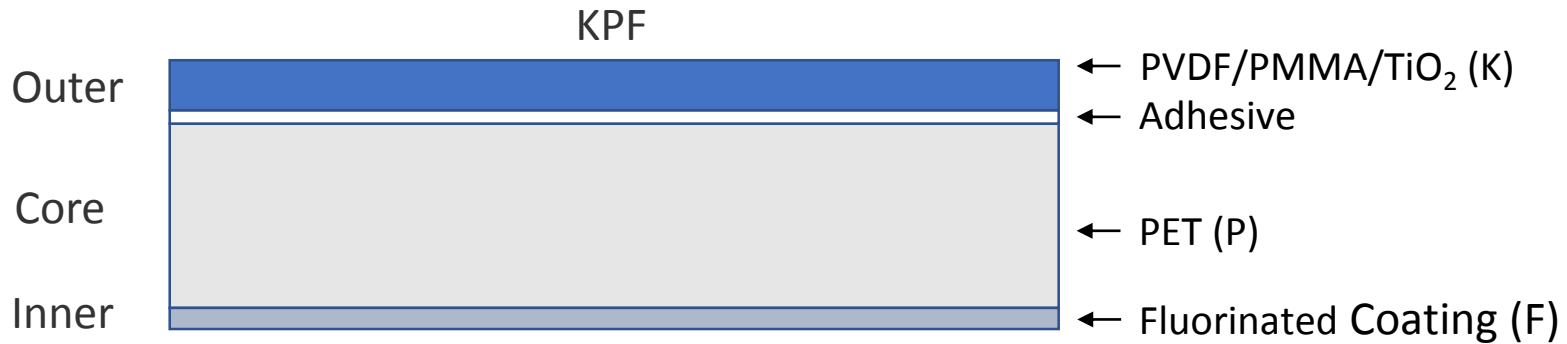 KPF
Outer
PVDF/PMMA/TiO₂ (K)
Adhesive
Core
PET (P)
Inner
Fluorinated Coating (F)